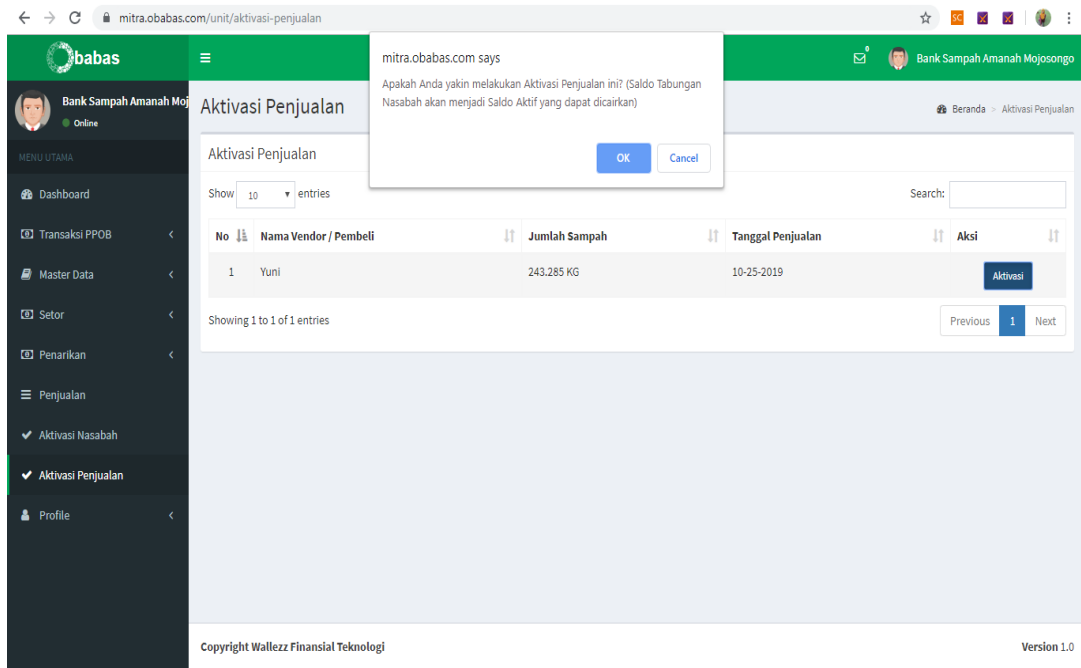 mitra.obabas.com/unit/aktivasi-penjualan
SC
babas
mitra.obabas.com says
Apakah Anda yakin melakukan Aktivasi Penjualan ini? (Saldo Tabungan
Nasabah akan menjadi Saldo Aktif yang dapat dicairkan)
OK
Cancel
0
Bank Sampah Amanah Mojosongo
Bank Sampah Amanah Moj
Online
MENU UTAMA
Dashboard
Transaksi PPOB
Master Data
Setor
Penarikan
Penjualan
Aktivasi Nasabah
Aktivasi Penjualan
Profile
Aktivasi Penjualan
Beranda > Aktivasi Penjualan
Aktivasi Penjualan
Show 10 entries
Search:
No Nama Vendor / Pembeli Jumlah Sampah Tanggal Penjualan Aksi
1 Yuni 243.285 KG 10-25-2019 Aktivasi
Showing 1 to 1 of 1 entries
Previous 1 Next
Copyright Wallezz Finansial Teknologi
Version 1.0